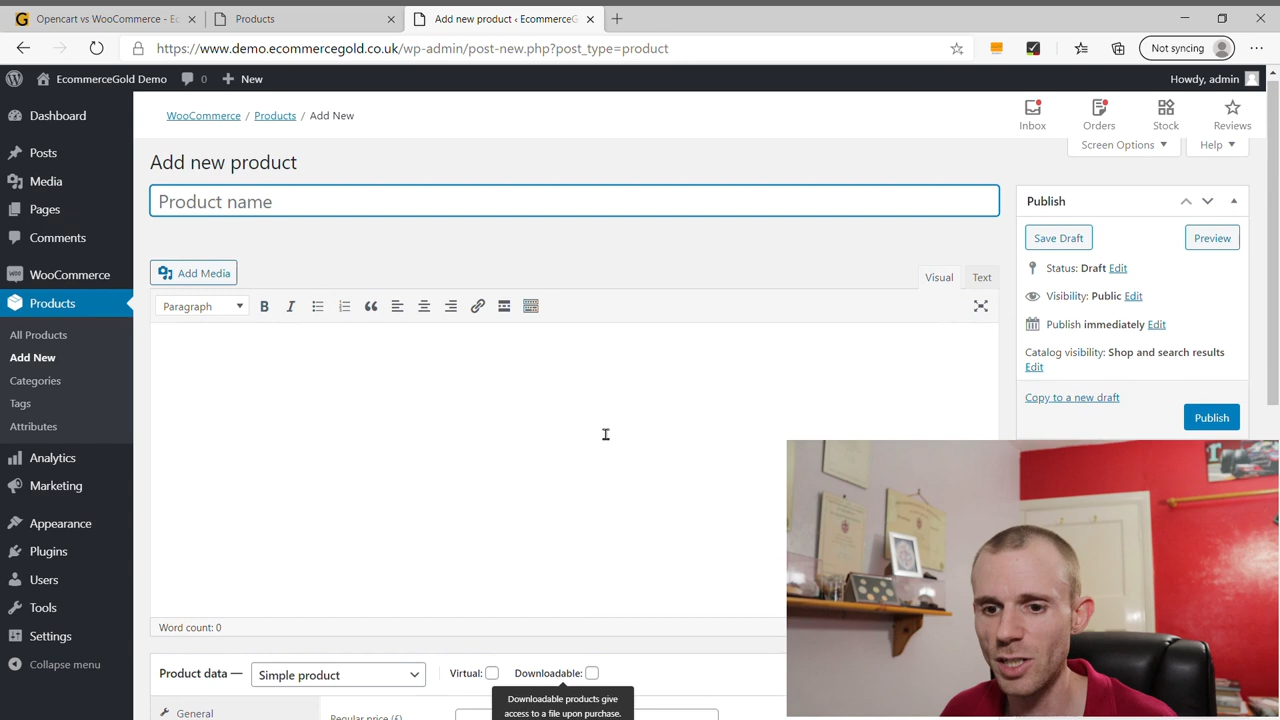 Opencart vs WooCommerce - Ec
Products
Add new product ‹ EcommerceG
https://www.demo.ecommercegold.co.uk/wp-admin/post-new.php?post_type=product
Not syncing
EcommerceGold Demo
0
New
Howdy, admin
WooCommerce / Products / Add New
Inbox
Orders
Stock
Reviews
Screen Options
Help
Dashboard
Posts
Media
Pages
Comments
WooCommerce
Products
All Products
Add New
Categories
Tags
Attributes
Analytics
Marketing
Appearance
Plugins
Users
Tools
Settings
Collapse menu
Add new product
Product name
Add Media
Visual
Text
Paragraph
Word count: 0
Product data —
Simple product
Virtual:
Downloadable:
Downloadable products give
access to a file upon purchase.
General
Regular price (£)
Publish
Save Draft
Preview
Status: Draft Edit
Visibility: Public Edit
Publish immediately Edit
Catalog visibility: Shop and search results
Edit
Copy to a new draft
Publish